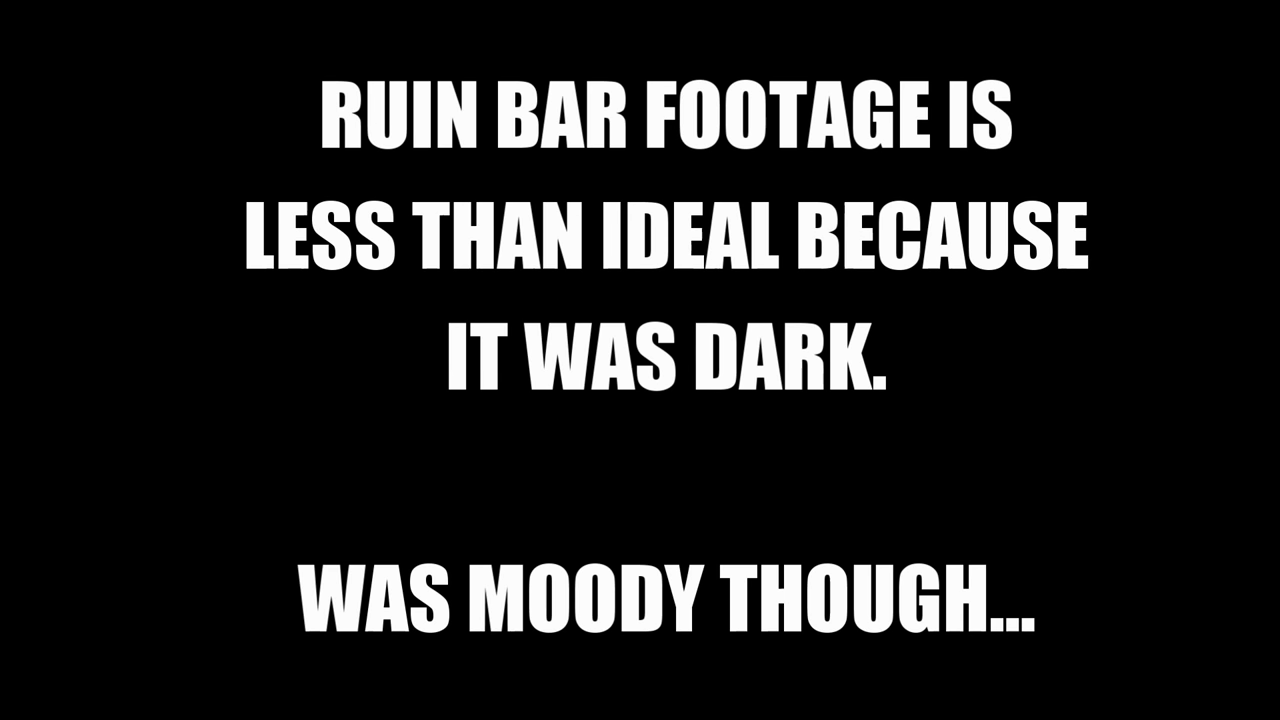 RUIN BAR FOOTAGE IS
LESS THAN IDEAL BECAUSE
IT WAS DARK.
WAS MOODY THOUGH...